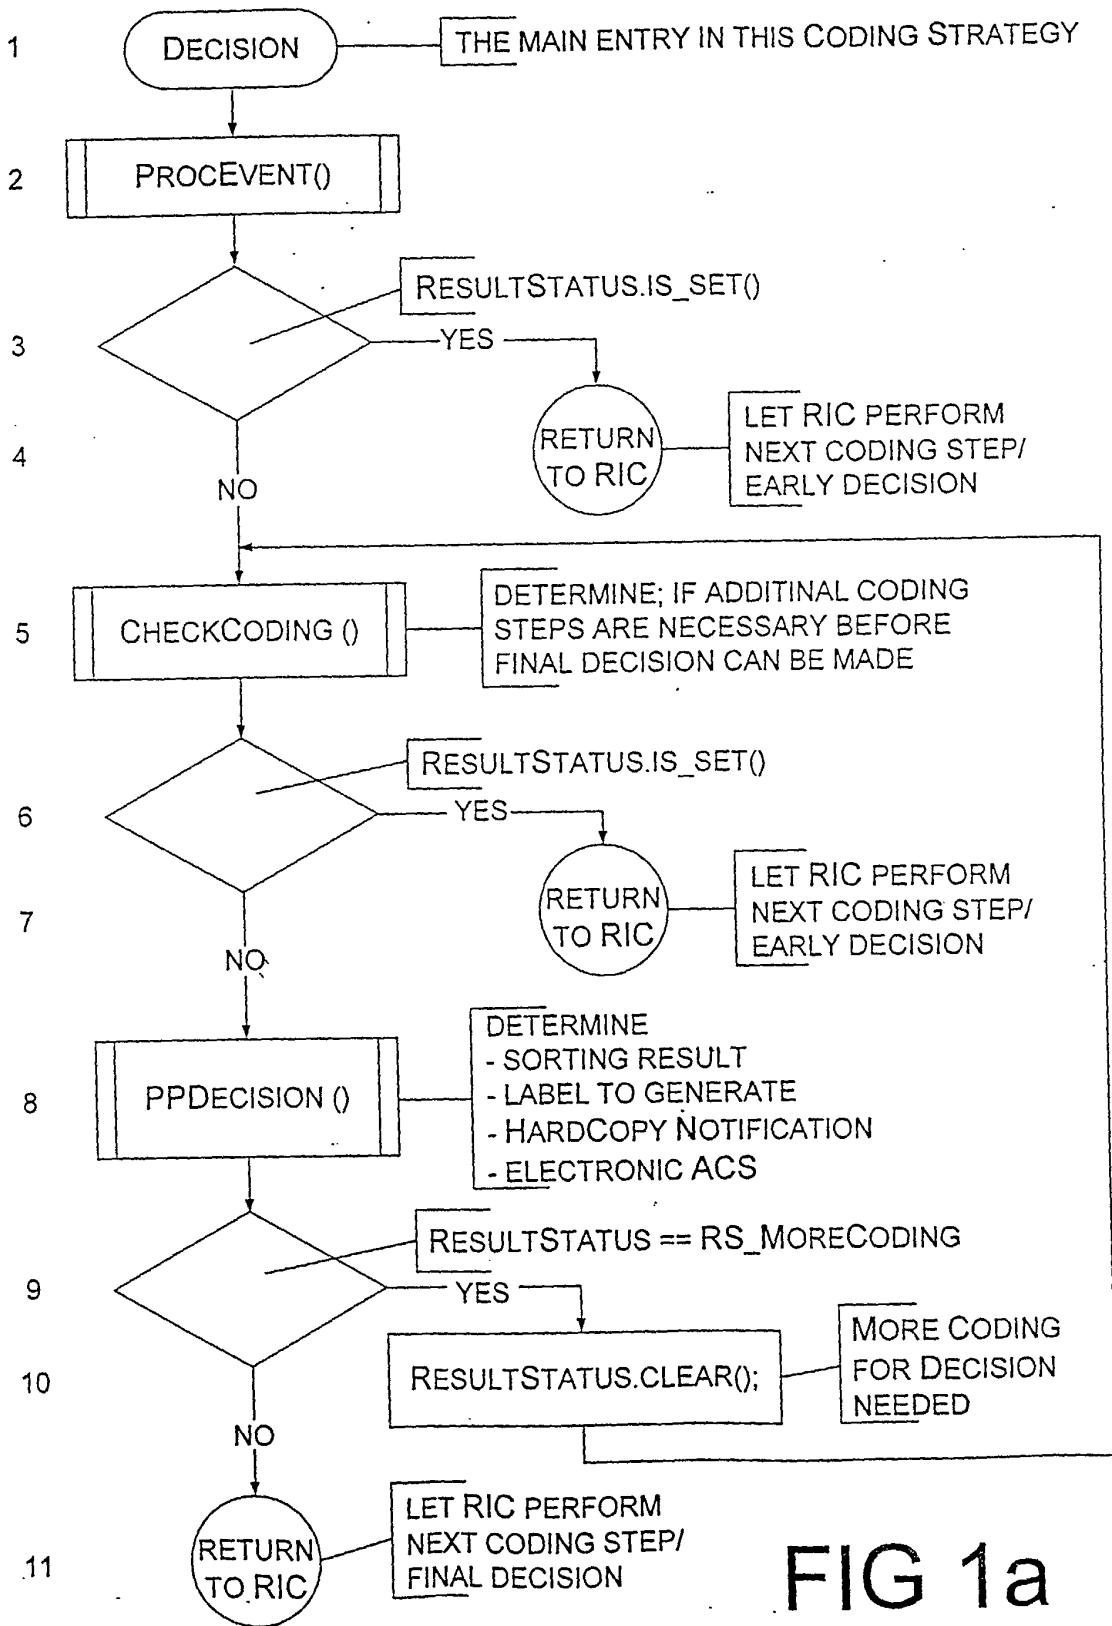 1
DECISION
THE MAIN ENTRY IN THIS CODING STRATEGY
2
PROCEVENT()
RESULTSTATUS.IS_SET()
3
YES
4
RETURN
TO RIC
LET RIC PERFORM
NEXT CODING STEP/
EARLY DECISION
NO
5
CHECKCODING ()
DETERMINE; IF ADDITINAL CODING
STEPS ARE NECESSARY BEFORE
FINAL DECISION CAN BE MADE
RESULTSTATUS.IS_SET()
6
YES
7
RETURN
TO RIC
LET RIC PERFORM
NEXT CODING STEP/
EARLY DECISION
NO
8
PPDECISION ()
DETERMINE
- SORTING RESULT
- LABEL TO GENERATE
- HARDCOPY NOTIFICATION
- ELECTRONIC ACS
RESULTSTATUS == RS_MORECODING
9
YES
10
RESULTSTATUS.CLEAR();
MORE CODING
FOR DECISION
NEEDED
NO
11
RETURN
TO RIC
LET RIC PERFORM
NEXT CODING STEP/
FINAL DECISION
FIG 1a